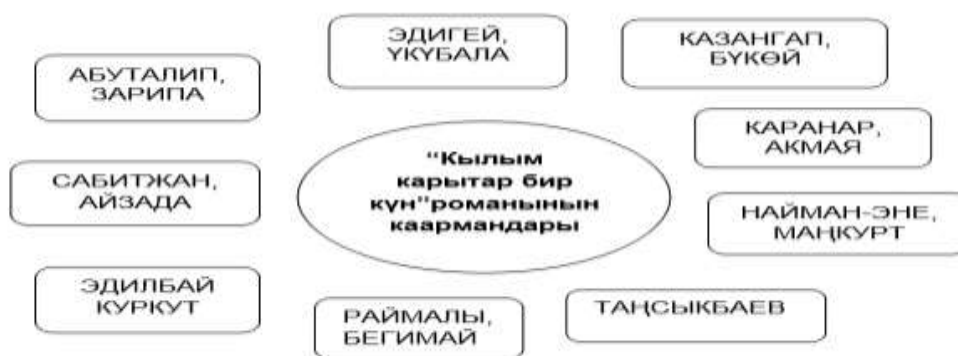 ЭДИГЕЙ,
ҮКҮБАЛА
КАЗАНГАП,
БҮКӨЙ
АБУТАЛИП,
ЗАРИПА
КАРАНАР,
АКМАЯ
"Кылым
карытар бир
күн"романынын
каармандары
САБИТЖАН,
АЙЗАДА
НАЙМАН-ЭНЕ,
МАҢКУРТ
ЭДИЛБАЙ
КУРКУТ
РАЙМАЛЫ,
БЕГИМАЙ
ТАҢСЫКБАЕВ